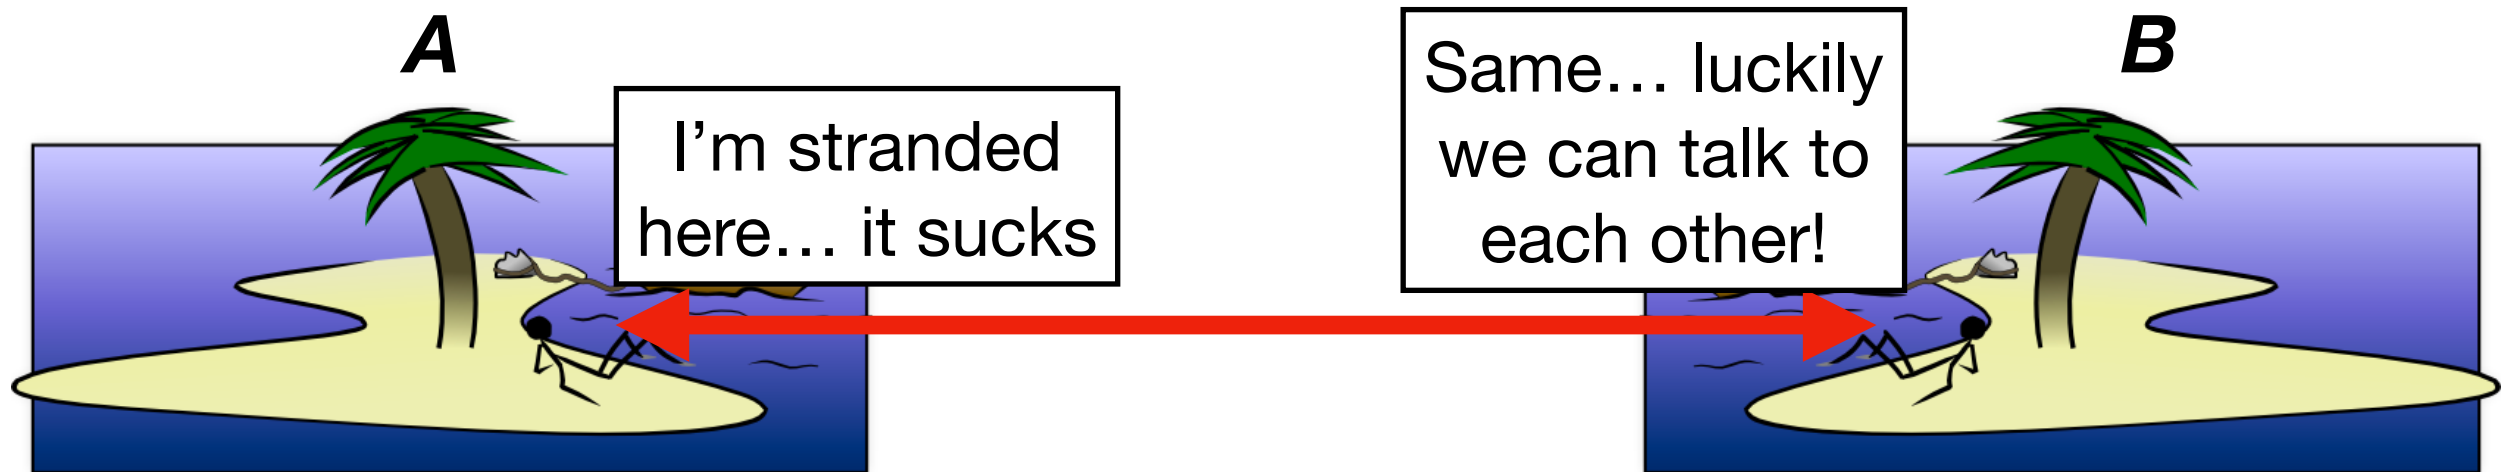 A
B
I’m stranded
here… it sucks
Same… luckily
we can talk to
each other!